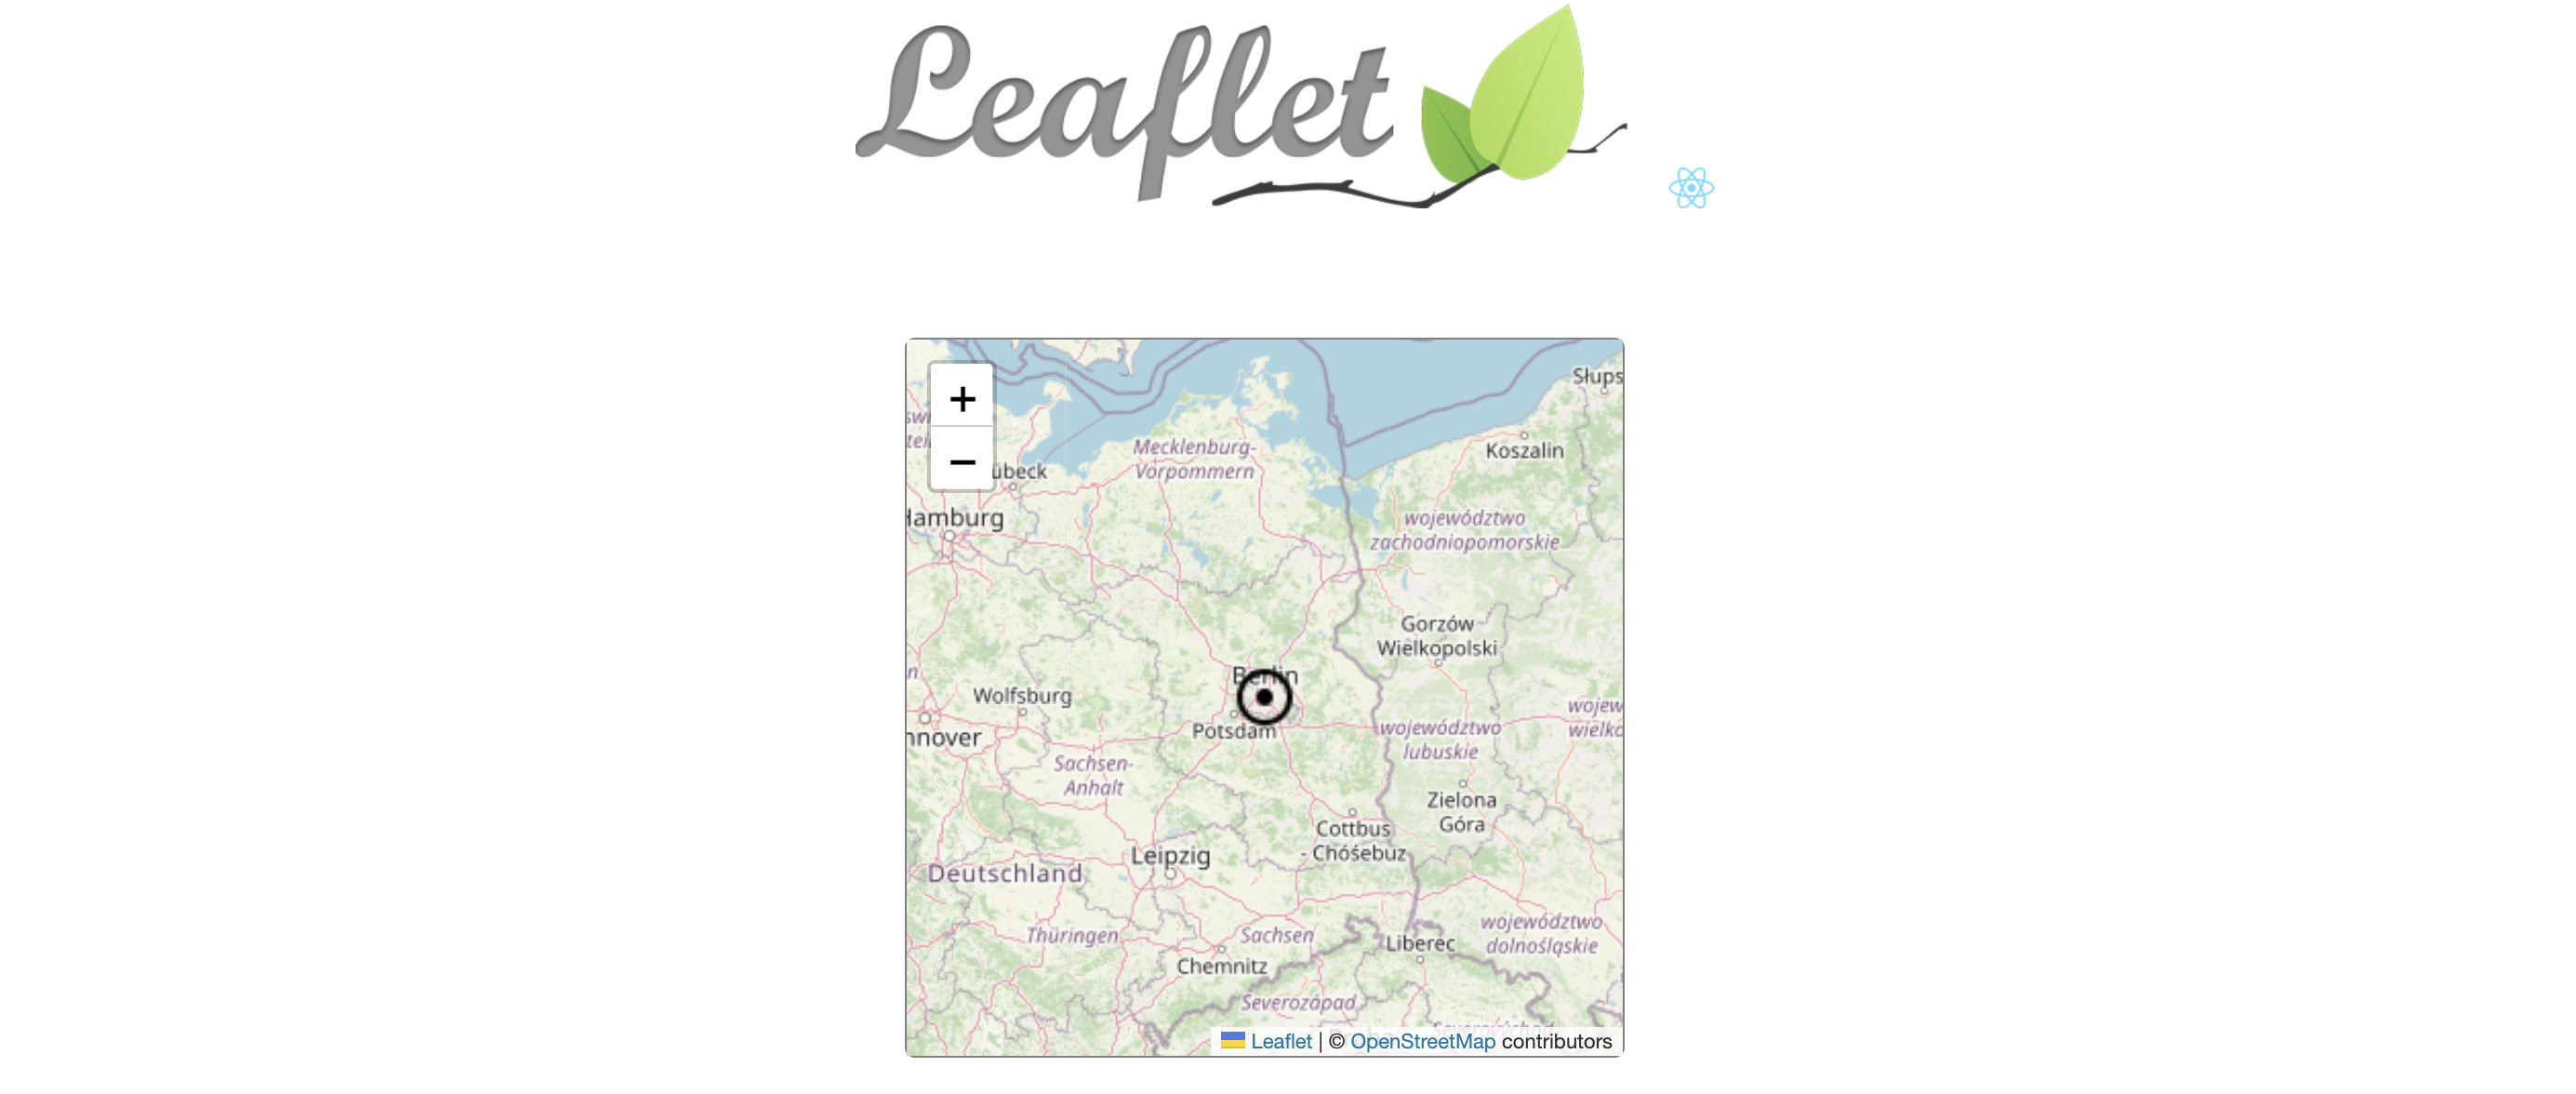 Leaflet
+
−
Słups
Koszalin
Mecklenburg-
Vorpommern
übeck
Hamburg
województwo
zachodniopomorskie
Gorzów
Wielkopolski
Berlin
Wolfsburg
Potsdam
nnover
województwo
lubuskie
wojew
wielko
Sachsen-
Anhalt
Zielona
Góra
Cottbus
- Chóśebuz
Leipzig
Deutschland
Thüringen
Sachsen
Liberec
województwo
dolnośląskie
Chemnitz
Severozápad
Leaflet | © OpenStreetMap contributors